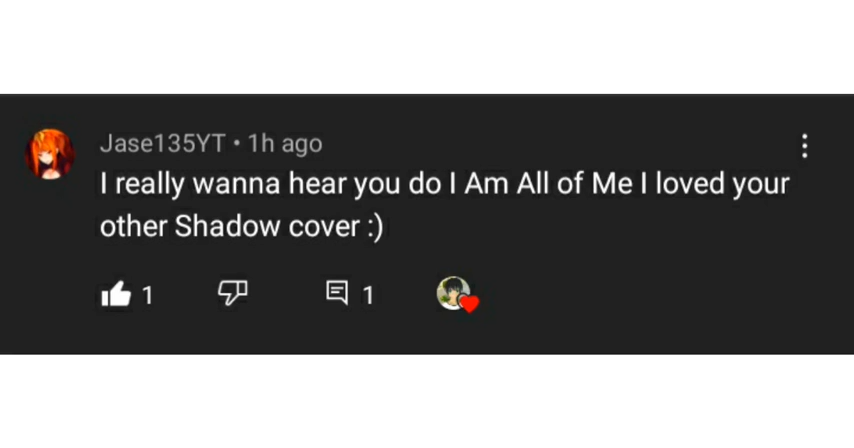 Jase135YT • 1h ago
I really wanna hear you do I Am All of Me I loved your
other Shadow cover :)
1 1